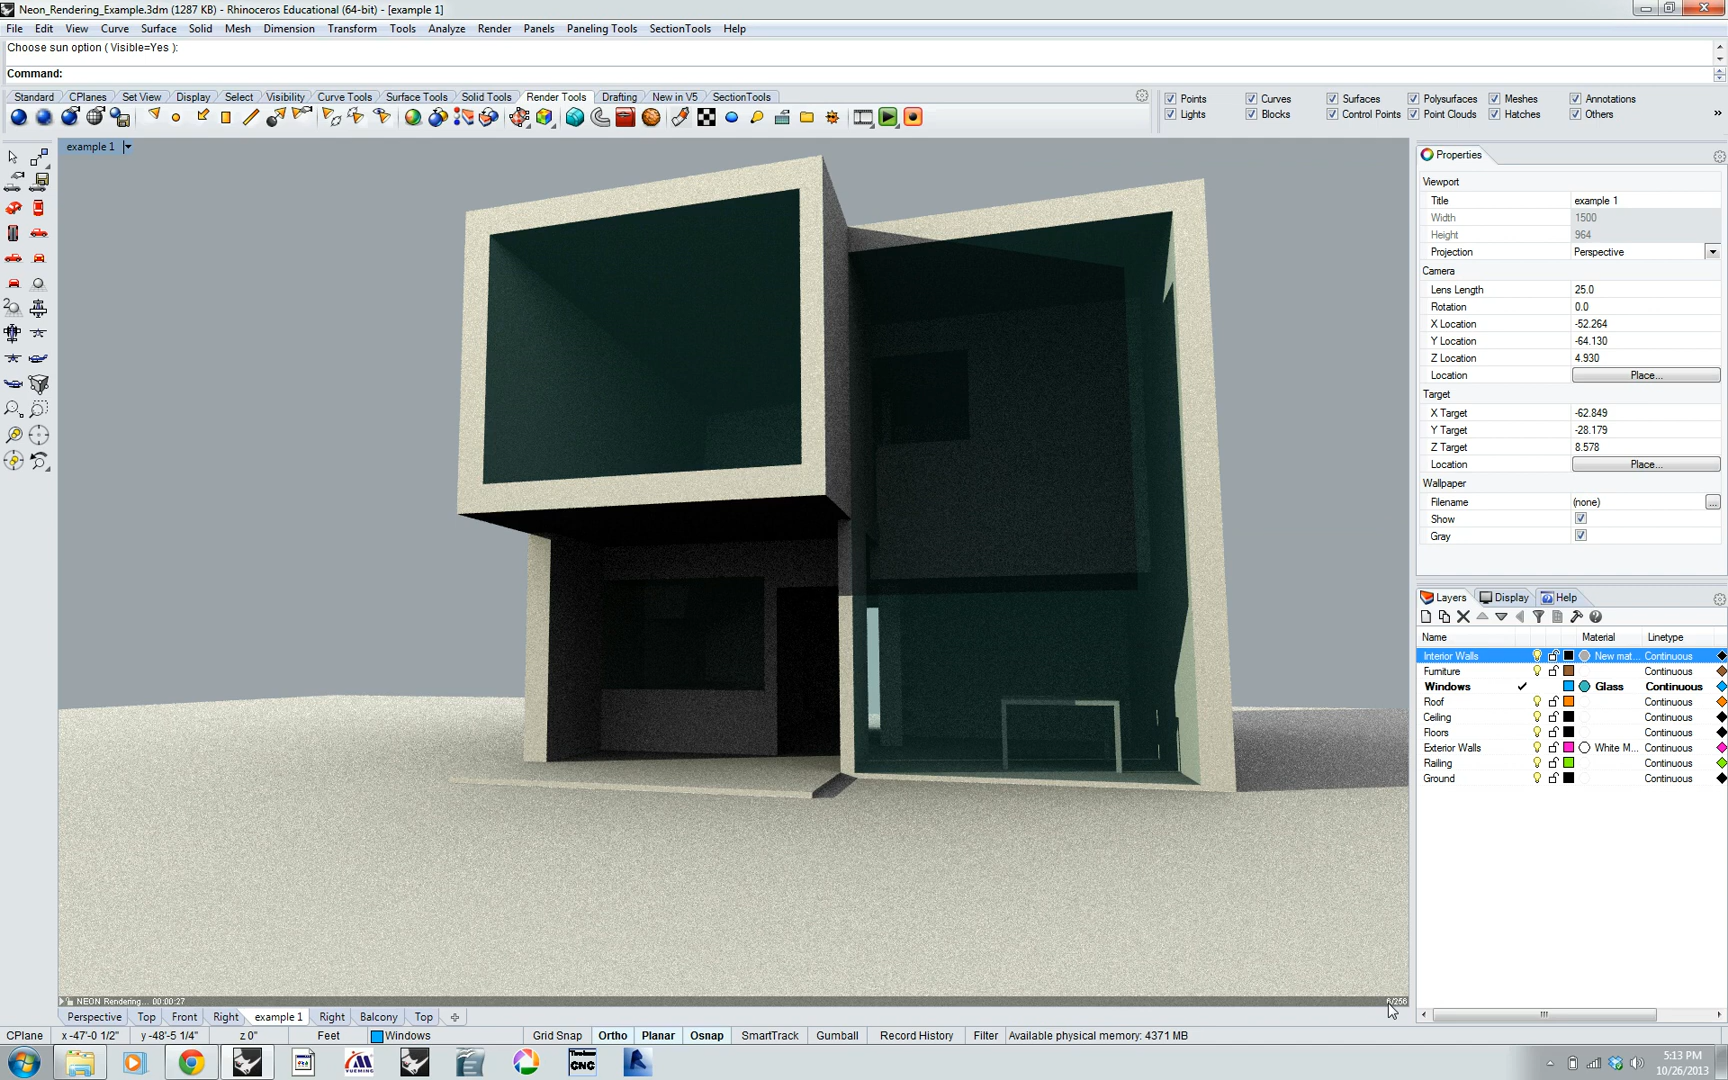 Neon_Rendering_Example.3dm (1287 KB) - Rhinoceros Educational (64-bit) - [example 1]
File Edit View Curve Surface Solid Mesh Dimension Transform Tools Analyze Render Panels Paneling Tools SectionTools Help
Choose sun option ( Visible=Yes ):
Command:
Standard CPlanes Set View Display Select Visibility Curve Tools Surface Tools Solid Tools Render Tools Drafting New in V5 SectionTools
Points Curves Surfaces Polysurfaces Meshes Annotations
Lights Blocks Control Points Point Clouds Hatches Others
example 1
Properties
Viewport
Title example 1
Width 1500
Height 964
Projection Perspective
Camera
Lens Length 25.0
Rotation 0.0
X Location -52.264
Y Location -64.130
Z Location 4.930
Location Place...
Target
X Target -62.849
Y Target -28.179
Z Target 8.578
Location Place...
Wallpaper
Filename (none) ...
Show
Gray
Layers Display Help
Name Material Linetype
Interior Walls New mat... Continuous
Furniture Continuous
Windows Glass Continuous
Roof Continuous
Ceiling Continuous
Floors Continuous
Exterior Walls White M... Continuous
Railing Continuous
Ground Continuous
NEON Rendering... 00:00:27
Perspective Top Front Right example 1 Right Balcony Top
CPlane x -47'-0 1/2" y -48'-5 1/4" z 0" Feet Windows Grid Snap Ortho Planar Osnap SmartTrack Gumball Record History Filter Available physical memory: 4371 MB
YUEMING
CNC
5:13 PM
10/26/2013